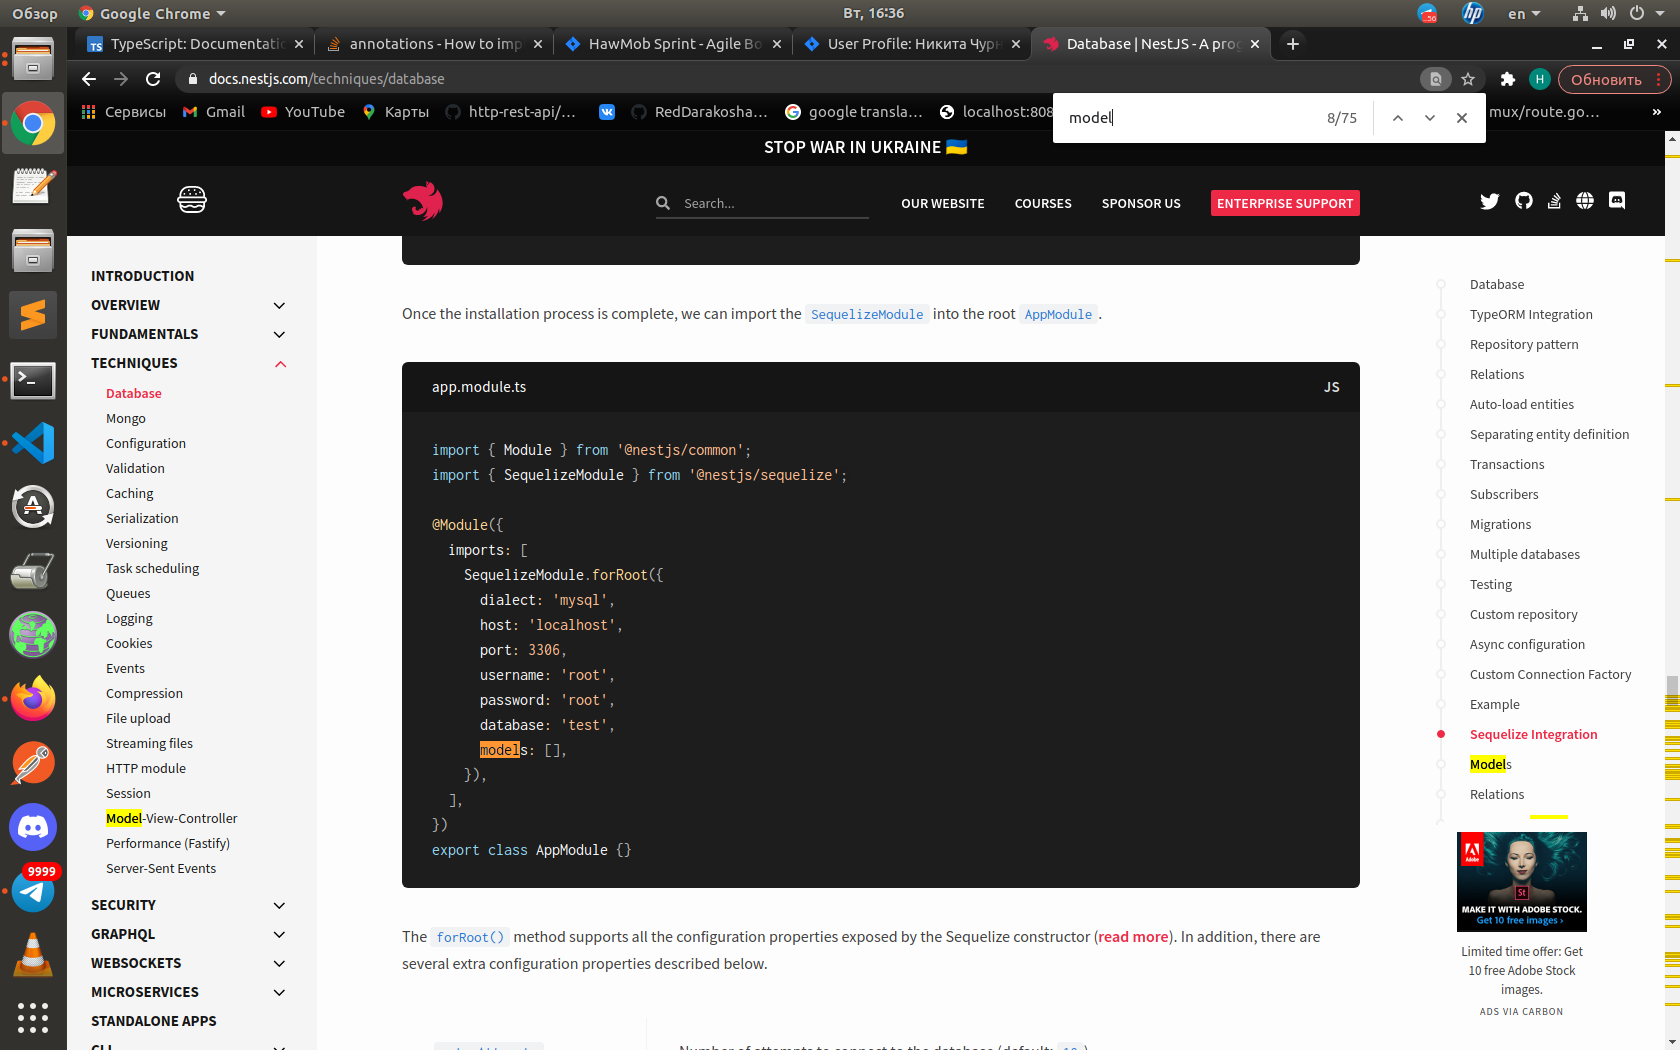 Обзор
Google Chrome
Вт, 16:36
56
hp
en
TS TypeScript: Documentatio
annotations - How to imp
HawMob Sprint - Agile Bo
User Profile: Никита Чурн
Database | NestJS - A prog
docs.nestjs.com/techniques/database
H
Обновить
Сервисы
Gmail
YouTube
Карты
http-rest-api/...
RedDarakosha...
google transla...
localhost:808
mux/route.go...
»
model
8/75
STOP WAR IN UKRAINE
Search...
OUR WEBSITE
COURSES
SPONSOR US
ENTERPRISE SUPPORT
INTRODUCTION
OVERVIEW
FUNDAMENTALS
TECHNIQUES
Database
Mongo
Configuration
Validation
Caching
Serialization
Versioning
Task scheduling
Queues
Logging
Cookies
Events
Compression
File upload
Streaming files
HTTP module
Session
Model-View-Controller
Performance (Fastify)
Server-Sent Events
SECURITY
GRAPHQL
WEBSOCKETS
MICROSERVICES
STANDALONE APPS
CLI
9999
Once the installation process is complete, we can import the SequelizeModule into the root AppModule.
app.module.ts
JS
import { Module } from '@nestjs/common';
import { SequelizeModule } from '@nestjs/sequelize';
@Module({
imports: [
SequelizeModule.forRoot({
dialect: 'mysql',
host: 'localhost',
port: 3306,
username: 'root',
password: 'root',
database: 'test',
models: [],
}),
],
})
export class AppModule {}
The forRoot() method supports all the configuration properties exposed by the Sequelize constructor (read more). In addition, there are
several extra configuration properties described below.
Number of attempts to connect to the database (default: 10)
Database
TypeORM Integration
Repository pattern
Relations
Auto-load entities
Separating entity definition
Transactions
Subscribers
Migrations
Multiple databases
Testing
Custom repository
Async configuration
Custom Connection Factory
Example
Sequelize Integration
Models
Relations
Adobe
St
MAKE IT WITH ADOBE STOCK.
Get 10 free images ›
Limited time offer: Get
10 free Adobe Stock
images.
ADS VIA CARBON